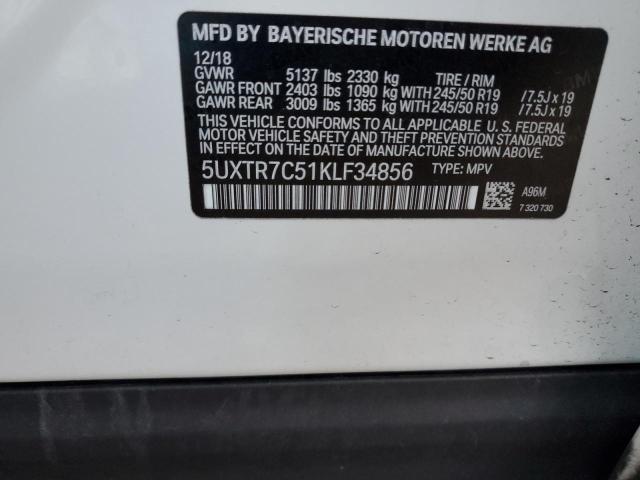 MFD BY BAYERISCHE MOTOREN WERKE AG
12/18
GVWR 5137 lbs 2330 kg TIRE / RIM
GAWR FRONT 2403 lbs 1090 kg WITH 245/50 R19 / 7.5J x 19
GAWR REAR 3009 lbs 1365 kg WITH 245/50 R19 / 7.5J x 19
THIS VEHICLE CONFORMS TO ALL APPLICABLE U.S. FEDERAL
MOTOR VEHICLE SAFETY AND THEFT PREVENTION STANDARDS
IN EFFECT ON THE DATE OF MANUFACTURE SHOWN ABOVE.
5UXTR7C51KLF34856 TYPE: MPV
A96M
7 320 730